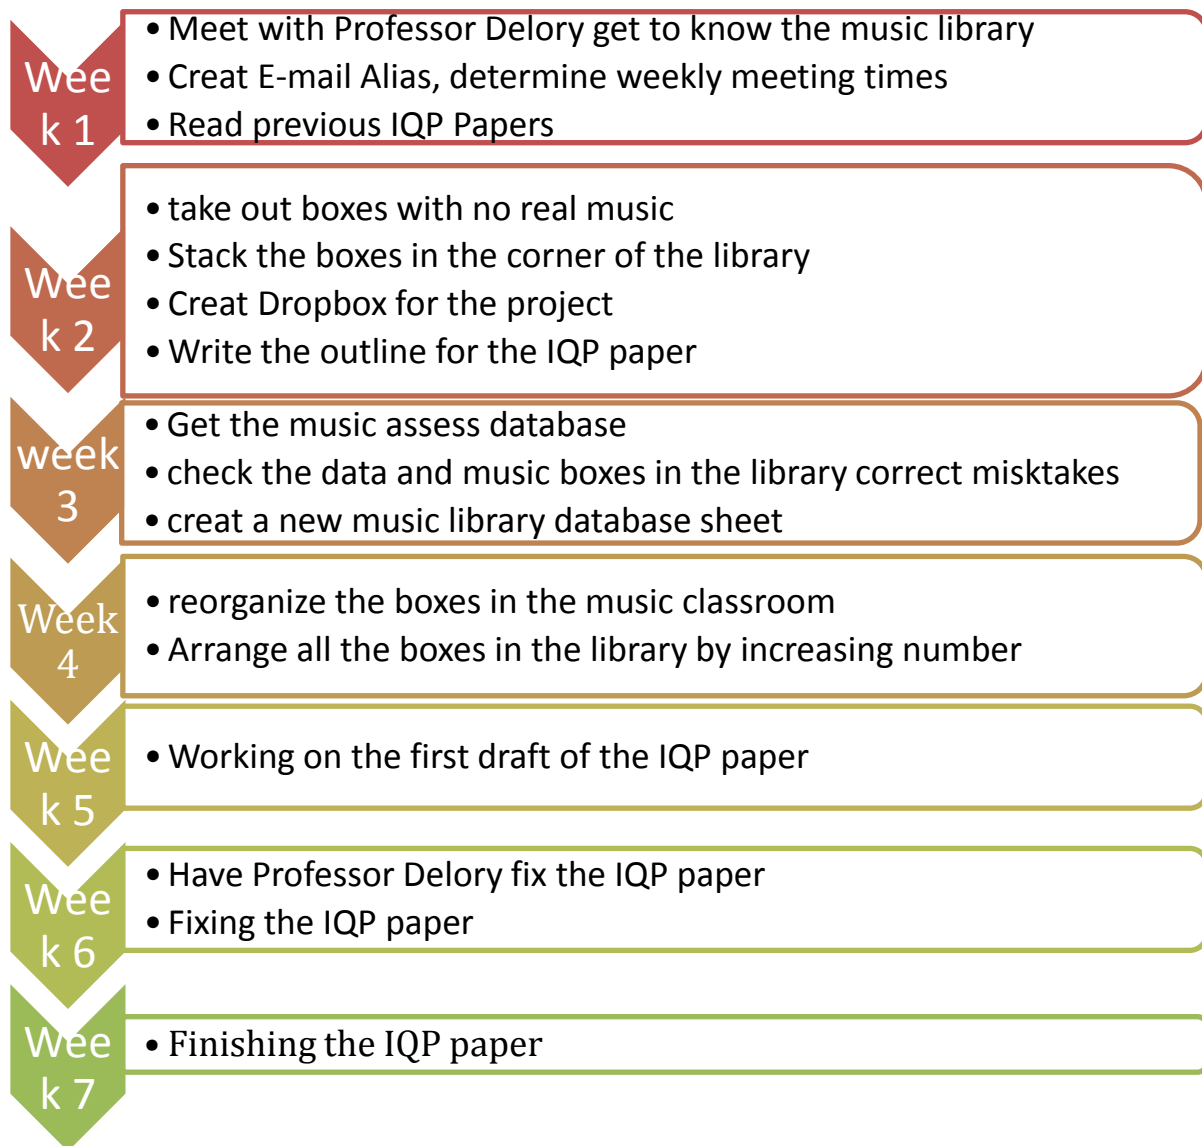 Wee
k 1
• Meet with Professor Delory get to know the music library
• Creat E-mail Alias, determine weekly meeting times
• Read previous IQP Papers
Wee
k 2
• take out boxes with no real music
• Stack the boxes in the corner of the library
• Creat Dropbox for the project
• Write the outline for the IQP paper
week
3
• Get the music assess database
• check the data and music boxes in the library correct misktakes
• creat a new music library database sheet
Week
4
• reorganize the boxes in the music classroom
• Arrange all the boxes in the library by increasing number
Wee
k 5
• Working on the first draft of the IQP paper
Wee
k 6
• Have Professor Delory fix the IQP paper
• Fixing the IQP paper
Wee
k 7
• Finishing the IQP paper